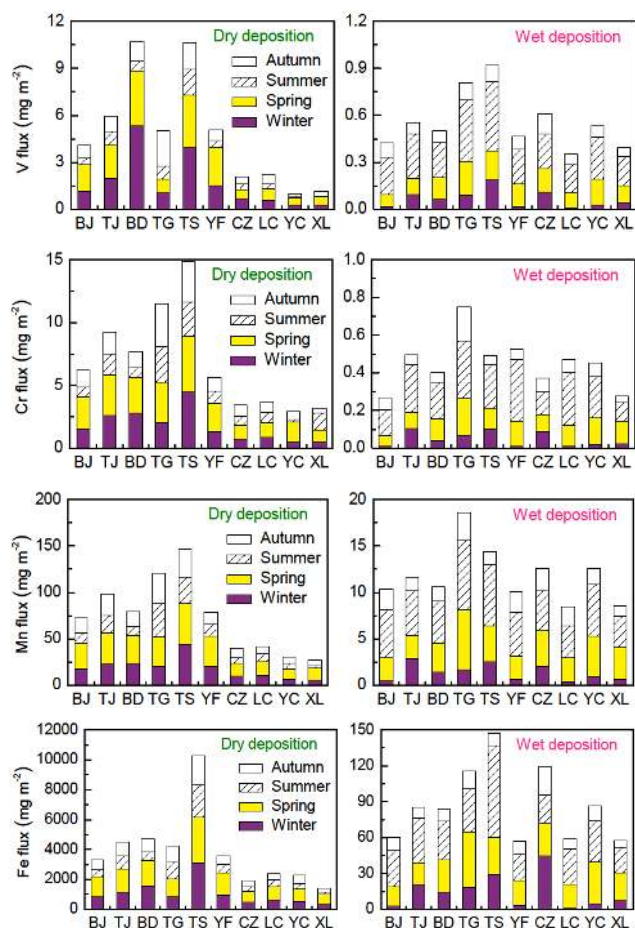 V flux (mg m⁻²)
12
9
6
3
0
Dry deposition
Autumn
Summer
Spring
Winter
BJ TJ BD TG TS YF CZ LC YC XL
1.2
0.9
0.6
0.3
0.0
Wet deposition
BJ TJ BD TG TS YF CZ LC YC XL
Cr flux (mg m⁻²)
15
10
5
0
Dry deposition
Autumn
Summer
Spring
Winter
BJ TJ BD TG TS YF CZ LC YC XL
1.0
0.8
0.6
0.4
0.2
0.0
Wet deposition
BJ TJ BD TG TS YF CZ LC YC XL
Mn flux (mg m⁻²)
200
150
100
50
0
Dry deposition
Autumn
Summer
Spring
Winter
BJ TJ BD TG TS YF CZ LC YC XL
20
15
10
5
0
Wet deposition
BJ TJ BD TG TS YF CZ LC YC XL
Fe flux (mg m⁻²)
12000
10000
8000
6000
4000
2000
0
Dry deposition
Autumn
Summer
Spring
Winter
BJ TJ BD TG TS YF CZ LC YC XL
150
120
90
60
30
0
Wet deposition
BJ TJ BD TG TS YF CZ LC YC XL